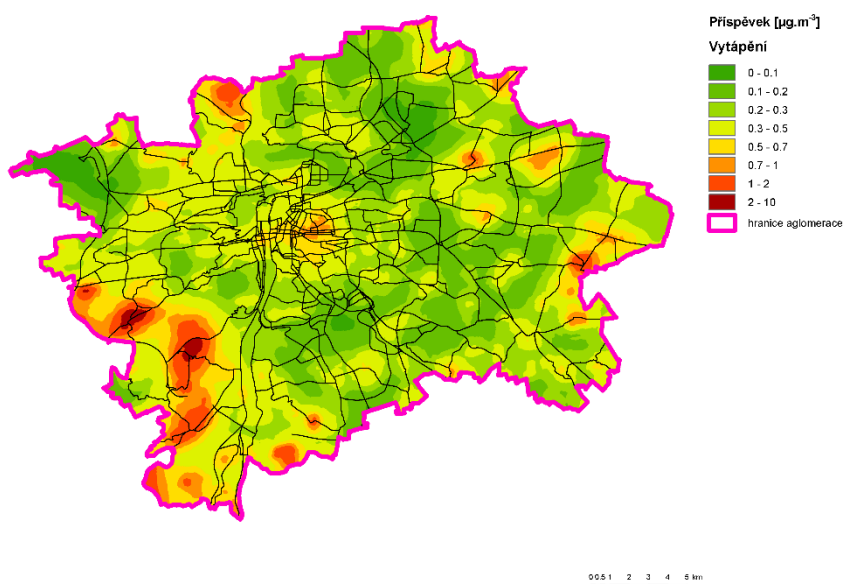 Příspěvek [µg.m-3]
Vytápění
0 - 0.1
0.1 - 0.2
0.2 - 0.3
0.3 - 0.5
0.5 - 0.7
0.7 - 1
1 - 2
2 - 10
hranice aglomerace
0 0.5 1 2 3 4 5 km